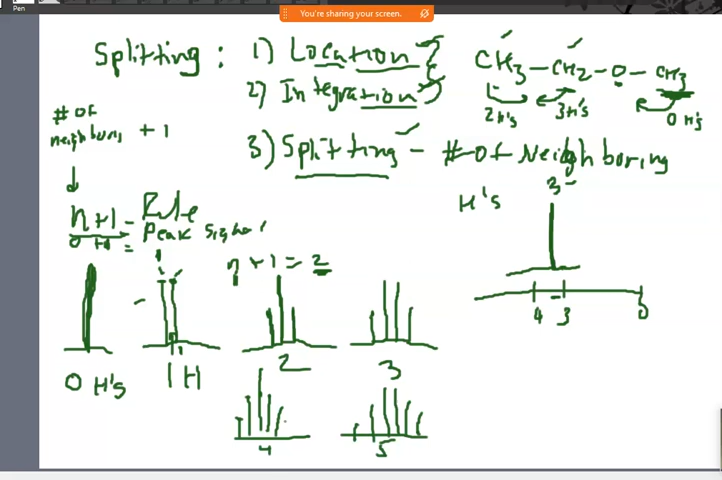 Pen
You're sharing your screen.
Splitting : 1) Location
2) Integration
3) Splitting - # of Neighboring
H's
CH3-CH2-O-CH3
2H's 3H's 0 H's
# of
neighbors +1
n+1 - Rule
0 +1 = Peak Signal
n + 1 = 2
3
4 3 0
0 H's 1H 2 3
4 5